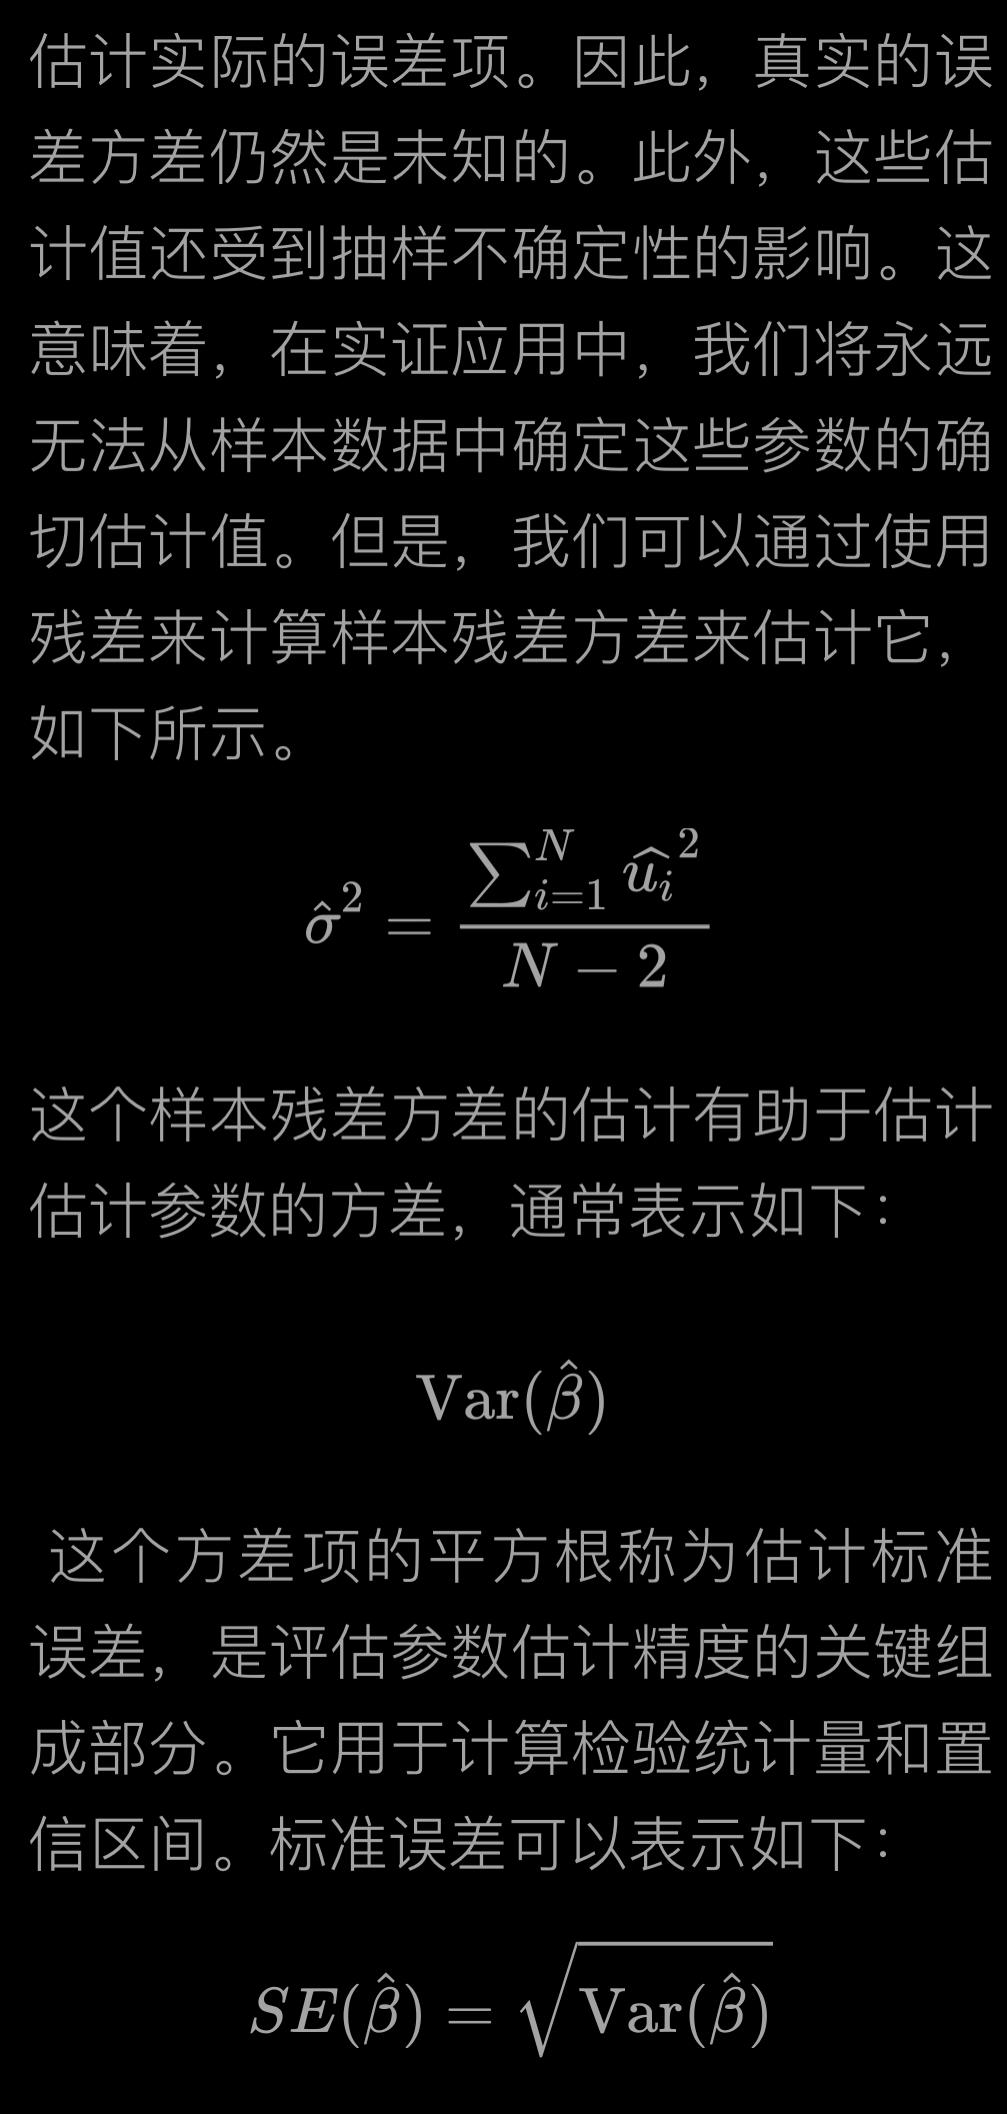 估计实际的误差项。因此，真实的误
差方差仍然是未知的。此外，这些估
计值还受到抽样不确定性的影响。这
意味着，在实证应用中，我们将永远
无法从样本数据中确定这些参数的确
切估计值。但是，我们可以通过使用
残差来计算样本残差方差来估计它，
如下所示。
$\hat{\sigma}^2 = \frac{\sum_{i=1}^{N} \widehat{u_i}^2}{N-2}$
这个样本残差方差的估计有助于估计
估计参数的方差，通常表示如下：
$\mathrm{Var}(\hat{\beta})$
这个方差项的平方根称为估计标准
误差，是评估参数估计精度的关键组
成部分。它用于计算检验统计量和置
信区间。标准误差可以表示如下：
$SE(\hat{\beta}) = \sqrt{\mathrm{Var}(\hat{\beta})}$